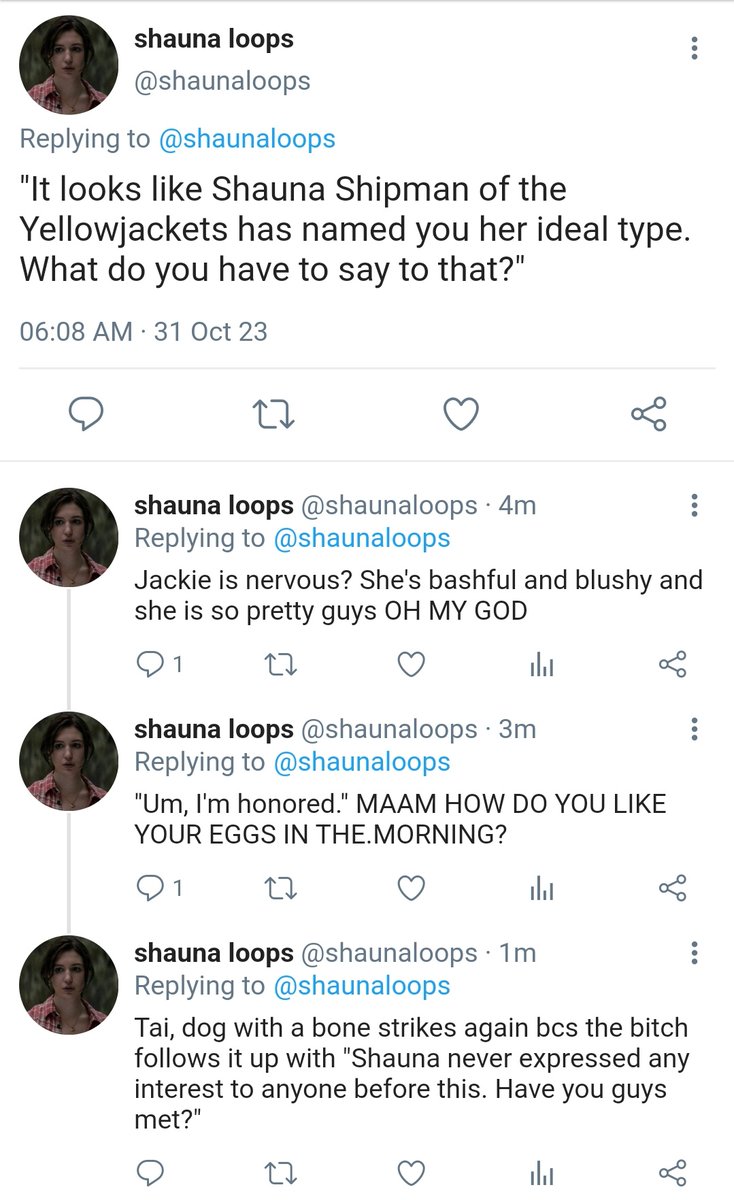 shauna loops
@shaunaloops
Replying to @shaunaloops
"It looks like Shauna Shipman of the
Yellowjackets has named you her ideal type.
What do you have to say to that?"
06:08 AM · 31 Oct 23
shauna loops @shaunaloops · 4m
Replying to @shaunaloops
Jackie is nervous? She's bashful and blushy and
she is so pretty guys OH MY GOD
1
shauna loops @shaunaloops · 3m
Replying to @shaunaloops
"Um, I'm honored." MAAM HOW DO YOU LIKE
YOUR EGGS IN THE.MORNING?
1
shauna loops @shaunaloops · 1m
Replying to @shaunaloops
Tai, dog with a bone strikes again bcs the bitch
follows it up with "Shauna never expressed any
interest to anyone before this. Have you guys
met?"